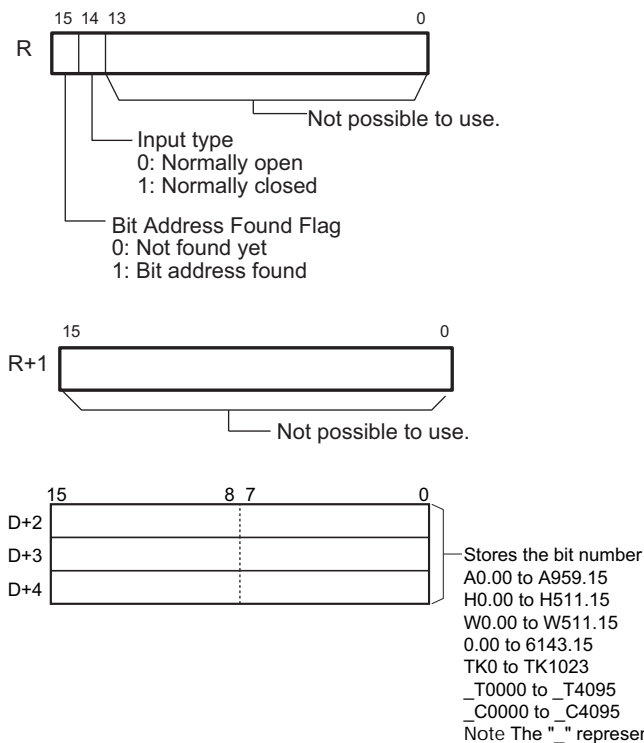 15 14 13 0
R
Not possible to use.
Input type
0: Normally open
1: Normally closed
Bit Address Found Flag
0: Not found yet
1: Bit address found
15 0
R+1
Not possible to use.
15 8 7 0
D+2
D+3
D+4
Stores the bit number
A0.00 to A959.15
H0.00 to H511.15
W0.00 to W511.15
0.00 to 6143.15
TK0 to TK1023
_T0000 to _T4095
_C0000 to _C4095
Note The "_"